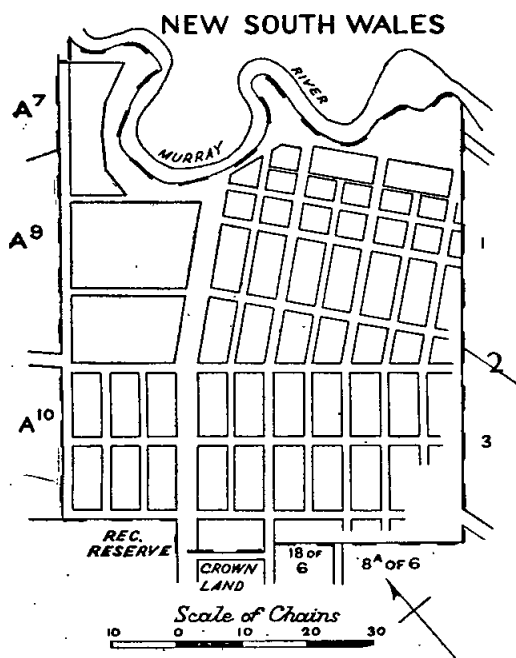 NEW SOUTH WALES
RIVER
MURRAY
A⁷
A⁹
1
2
A¹⁰
3
REC.
RESERVE
CROWN
LAND
18 OF
6
8ᴬ OF 6
Scale of Chains
10 0 10 20 30